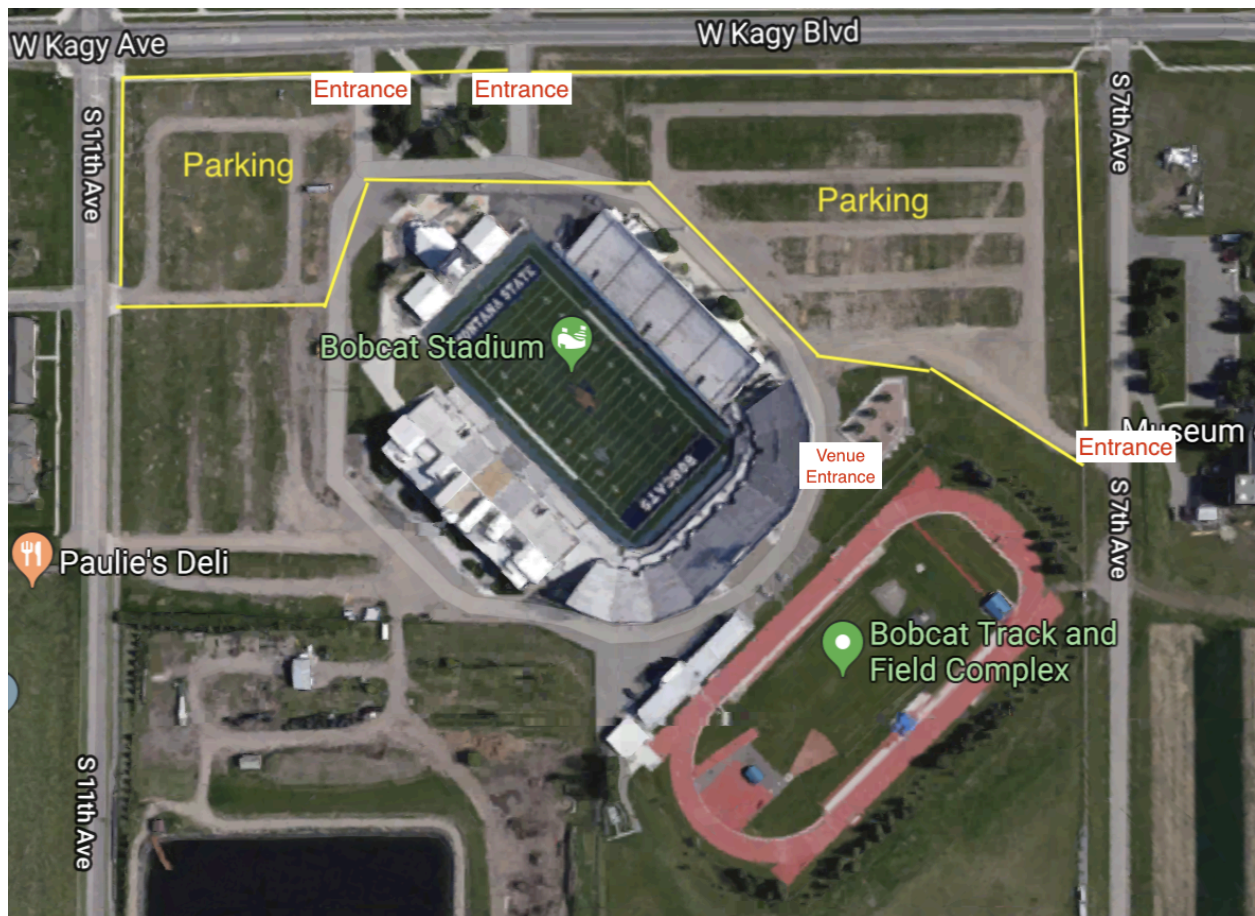 W Kagy Ave
W Kagy Blvd
Entrance
Entrance
S 11th Ave
S 7th Ave
Parking
Parking
MONTANA STATE
Bobcat Stadium
BOBCATS
Museum
Entrance
Venue
Entrance
S 7th Ave
Paulie's Deli
Bobcat Track and
Field Complex
S 11th Ave